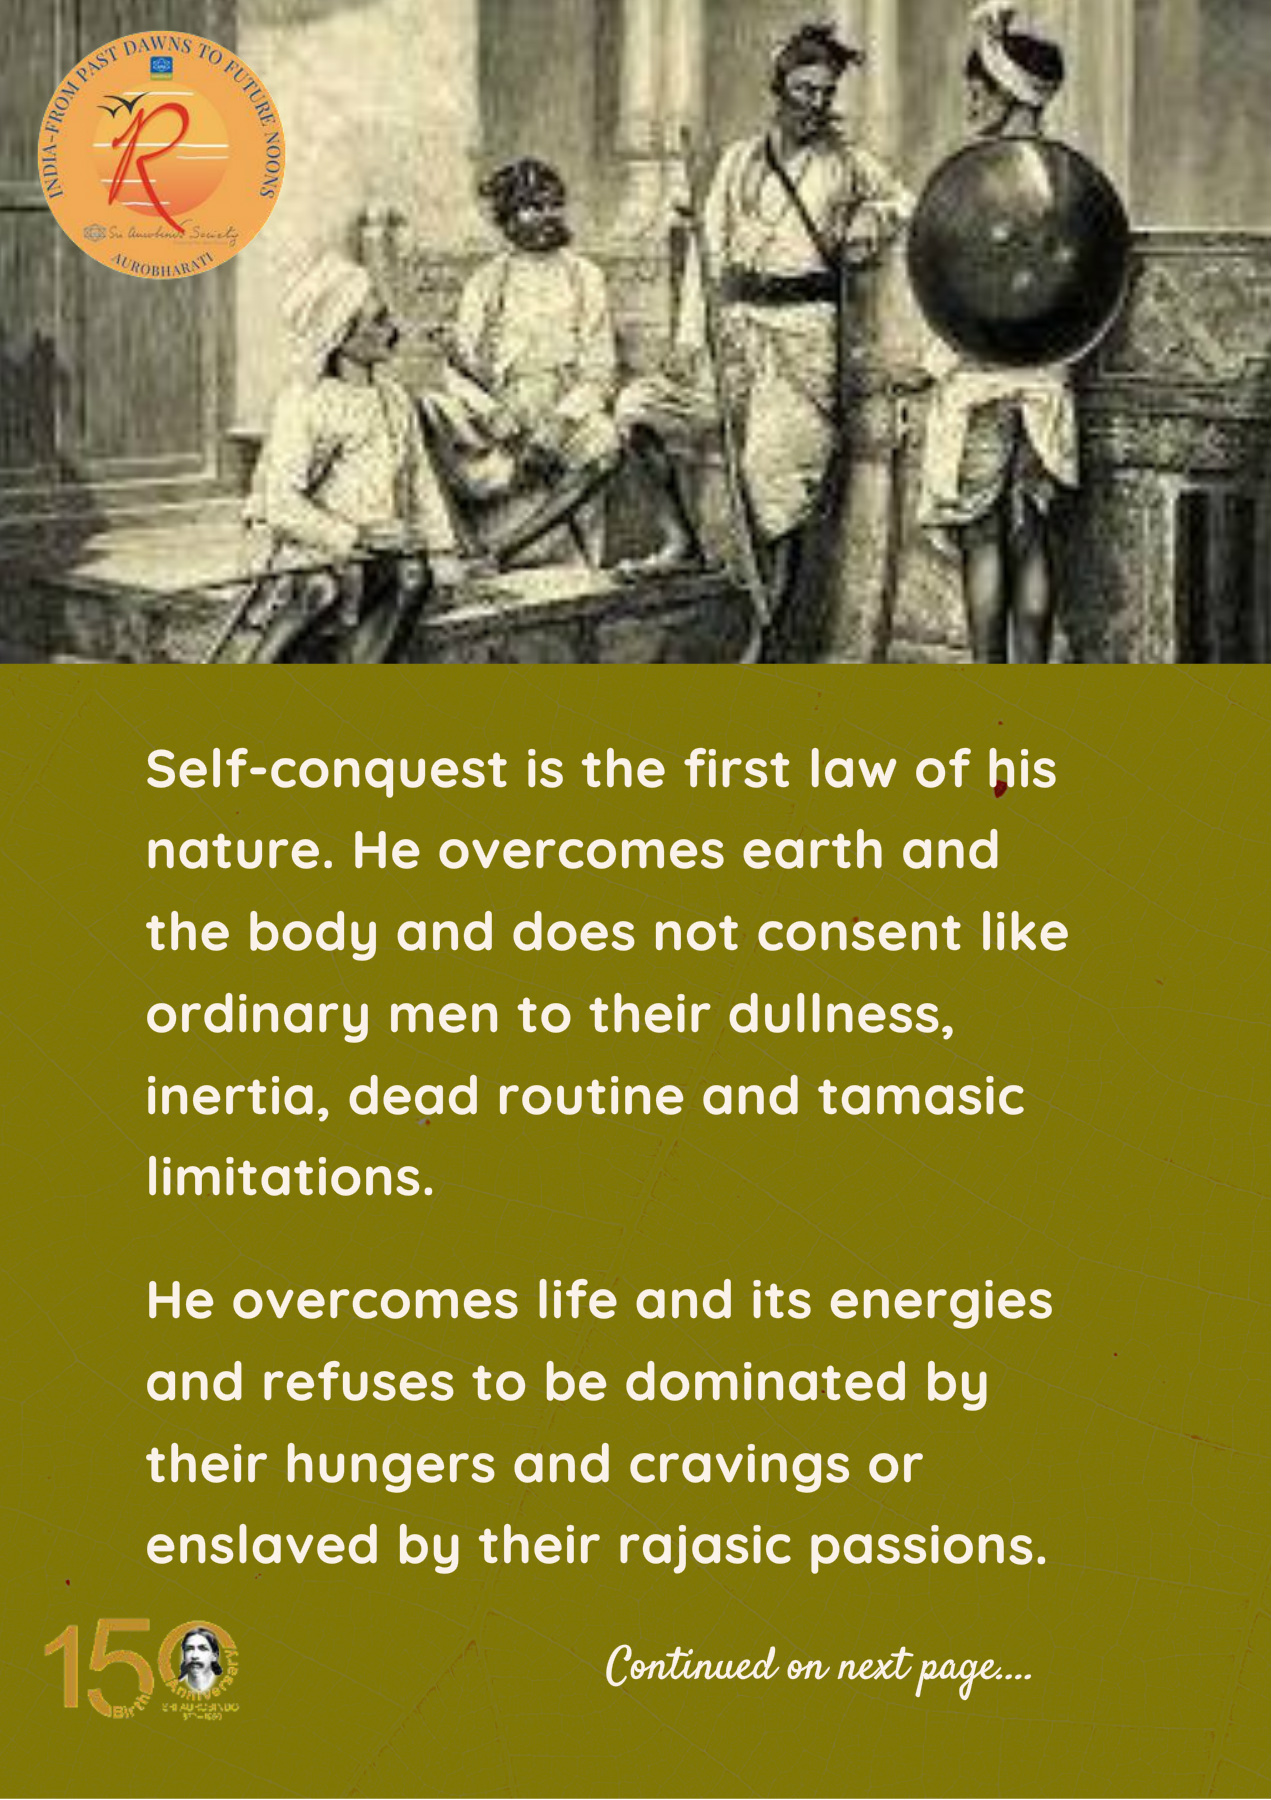 INDIA-FROM PAST DAWNS TO FUTURE NOONS
R
Sri Aurobindo Society
AUROBHARATI
Self-conquest is the first law of his
nature. He overcomes earth and
the body and does not consent like
ordinary men to their dullness,
inertia, dead routine and tamasic
limitations.
He overcomes life and its energies
and refuses to be dominated by
their hungers and cravings or
enslaved by their rajasic passions.
150
Birth Anniversary
SRI AUROBINDO
Continued on next page....